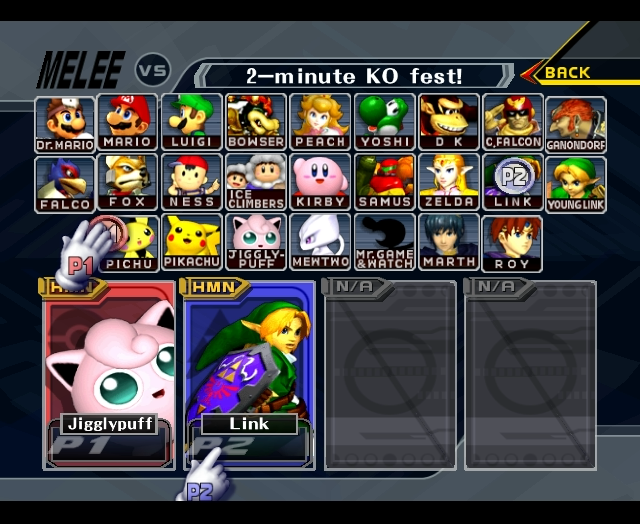 MELEE VS 2-minute KO fest! BACK
Dr.MARIO MARIO LUIGI BOWSER PEACH YOSHI D K C.FALCON GANONDORF
FALCO FOX NESS ICE CLIMBERS KIRBY SAMUS ZELDA LINK YOUNG LINK
P2
PICHU PIKACHU JIGGLY-PUFF MEWTWO Mr.GAME &WATCH MARTH ROY
P1
HMN HMN N/A N/A
Jigglypuff Link
P1 P2
P2